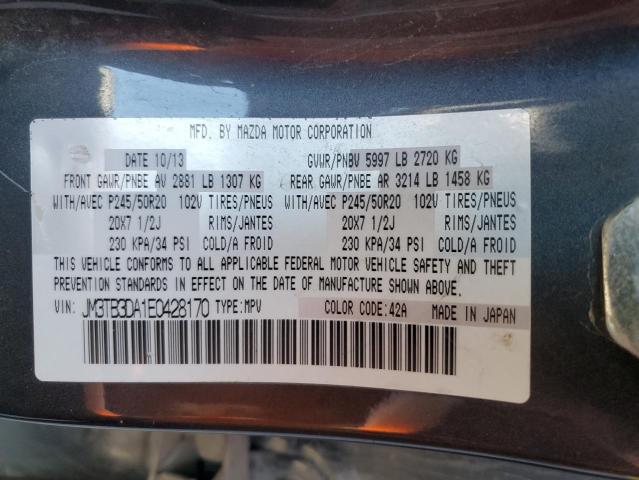 MFD. BY MAZDA MOTOR CORPORATION
DATE 10/13 GVWR/PNBV 5997 LB 2720 KG
FRONT GAWR/PNBE AV 2881 LB 1307 KG REAR GAWR/PNBE AR 3214 LB 1458 KG
WITH/AVEC P245/50R20 102V TIRES/PNEUS WITH/AVEC P245/50R20 102V TIRES/PNEUS
20X7 1/2J RIMS/JANTES 20X7 1/2J RIMS/JANTES
230 KPA/34 PSI COLD/A FROID 230 KPA/34 PSI COLD/A FROID
THIS VEHICLE CONFORMS TO ALL APPLICABLE FEDERAL MOTOR VEHICLE SAFETY AND THEFT
PREVENTION STANDARDS IN EFFECT ON THE DATE OF MANUFACTURE SHOWN ABOVE.
VIN: JM3TB3DA1E0428170 TYPE:MPV COLOR CODE:42A MADE IN JAPAN